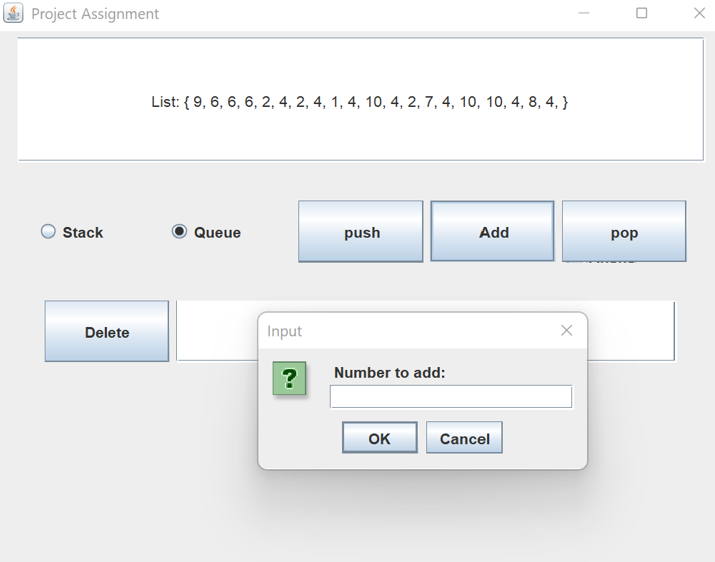 Project Assignment
List: { 9, 6, 6, 6, 2, 4, 2, 4, 1, 4, 10, 4, 2, 7, 4, 10, 10, 4, 8, 4, }
Stack
Queue
push
Add
pop
Delete
Input
Number to add:
?
OK
Cancel